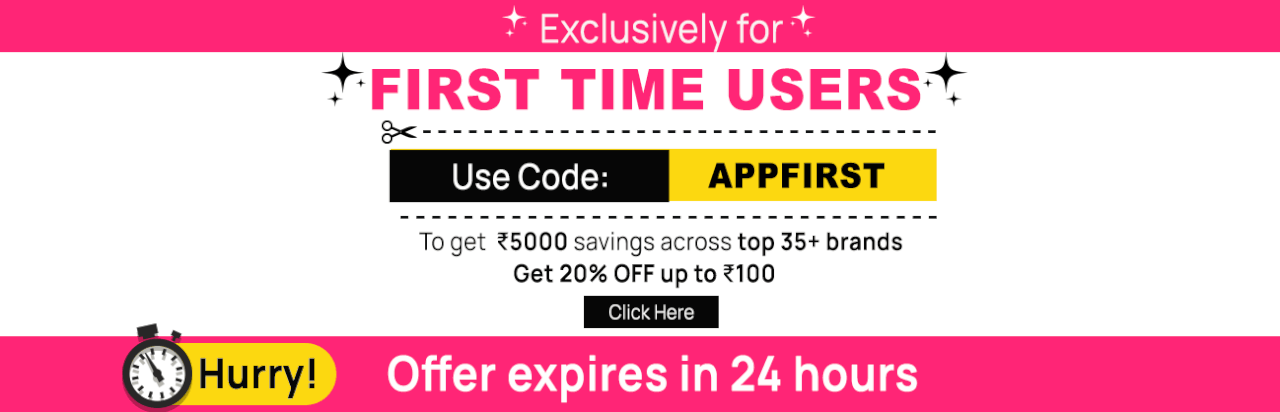 Exclusively for
FIRST TIME USERS
Use Code: APPFIRST
To get ₹5000 savings across top 35+ brands
Get 20% OFF up to ₹100
Click Here
Hurry! Offer expires in 24 hours